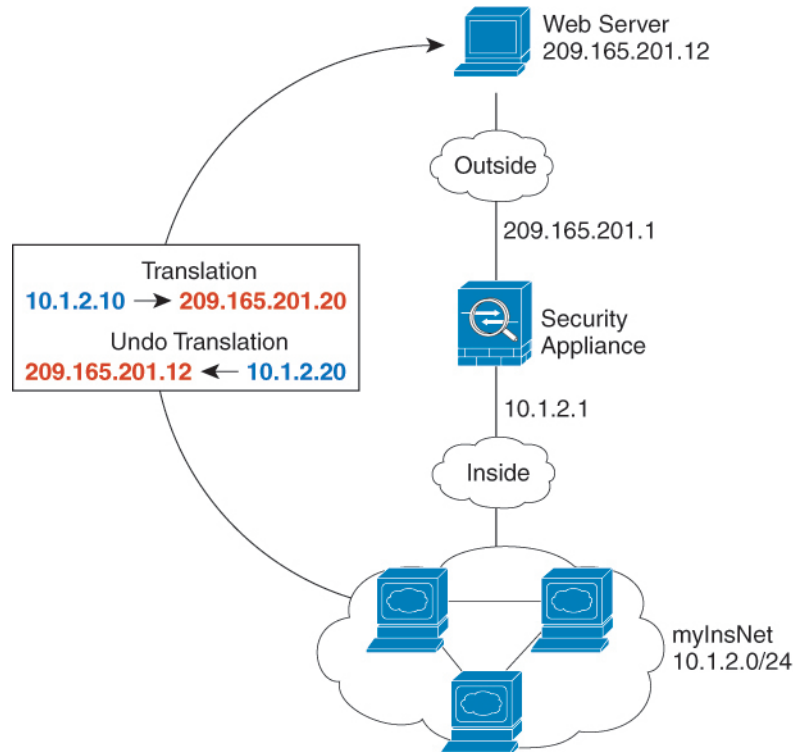 Web Server
209.165.201.12
Outside
209.165.201.1
Translation
10.1.2.10 → 209.165.201.20
Undo Translation
209.165.201.12 ← 10.1.2.20
Security
Appliance
10.1.2.1
Inside
myInsNet
10.1.2.0/24